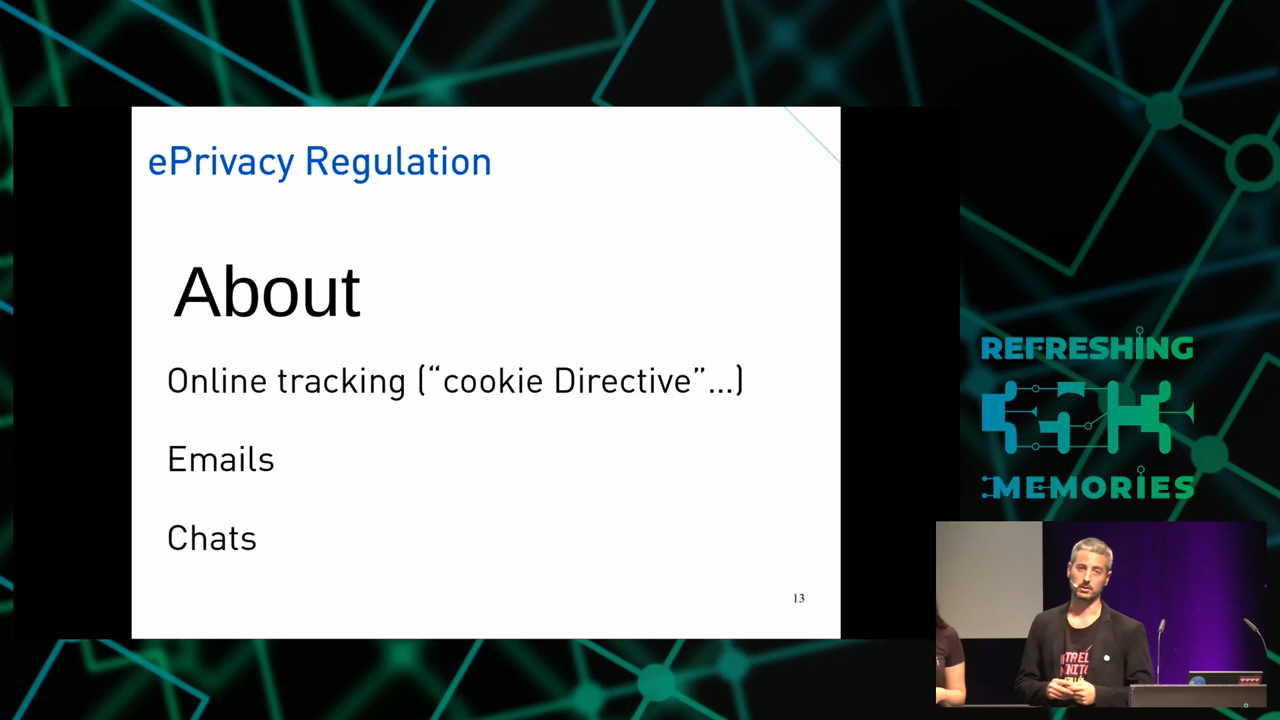 ePrivacy Regulation
About
Online tracking (“cookie Directive”...)
Emails
Chats
13
REFRESHING
MEMORIES